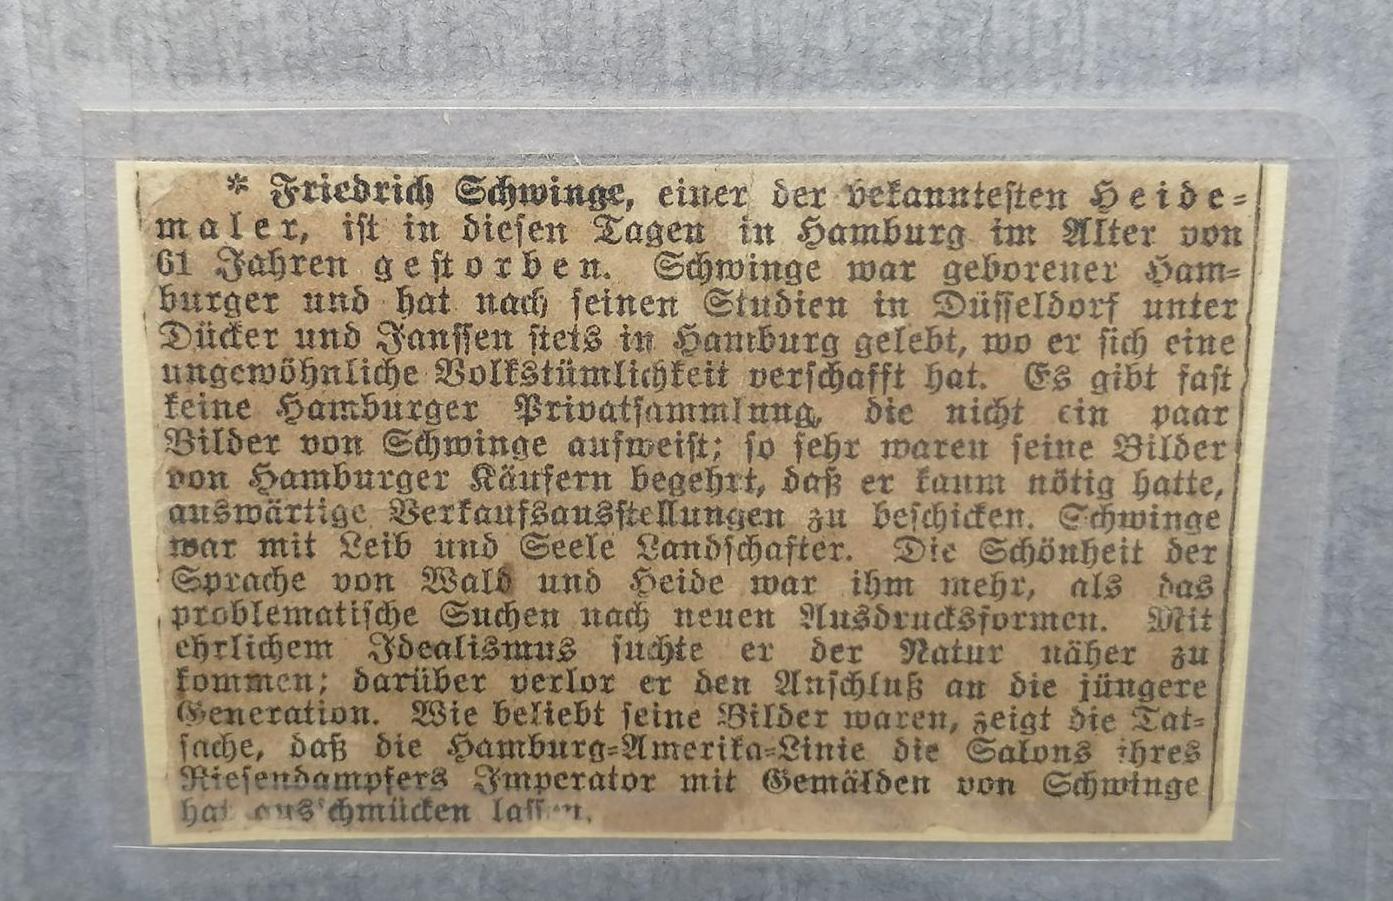 * Friedrich Schwinge, einer der bekanntesten Heide-
maler, ist in diesen Tagen in Hamburg im Alter von
61 Jahren gestorben. Schwinge war geborener Ham-
burger und hat nach seinen Studien in Düsseldorf unter
Dücker und Janssen stets in Hamburg gelebt, wo er sich eine
ungewöhnliche Volkstümlichkeit verschafft hat. Es gibt fast
keine Hamburger Privatsammlung, die nicht ein paar
Bilder von Schwinge aufweist; so sehr waren seine Bilder
von Hamburger Käufern begehrt, daß er kaum nötig hatte,
auswärtige Verkaufsausstellungen zu beschicken. Schwinge
war mit Leib und Seele Landschafter. Die Schönheit der
Sprache von Wald und Heide war ihm mehr, als das
problematische Suchen nach neuen Ausdrucksformen. Mit
ehrlichem Idealismus suchte er der Natur näher zu
kommen; darüber verlor er den Anschluß an die jüngere
Generation. Wie beliebt seine Bilder waren, zeigt die Tat-
sache, daß die Hamburg-Amerika-Linie die Salons ihres
Riesendampfers Imperator mit Gemälden von Schwinge
hat ausschmücken lassen.